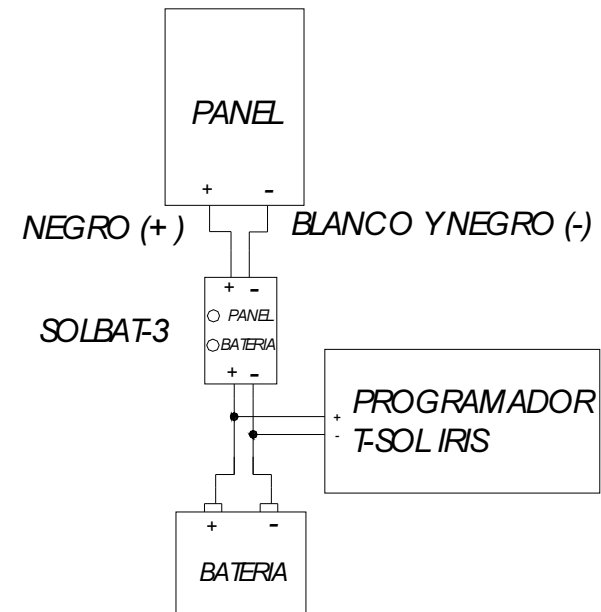 PANEL
+ -
NEGRO (+) BLANCO Y NEGRO (-)
+ -
PANEL
SOLBAT-3
BATERIA
+ -
+ PROGRAMADOR
- T-SOL IRIS
+ -
BATERIA